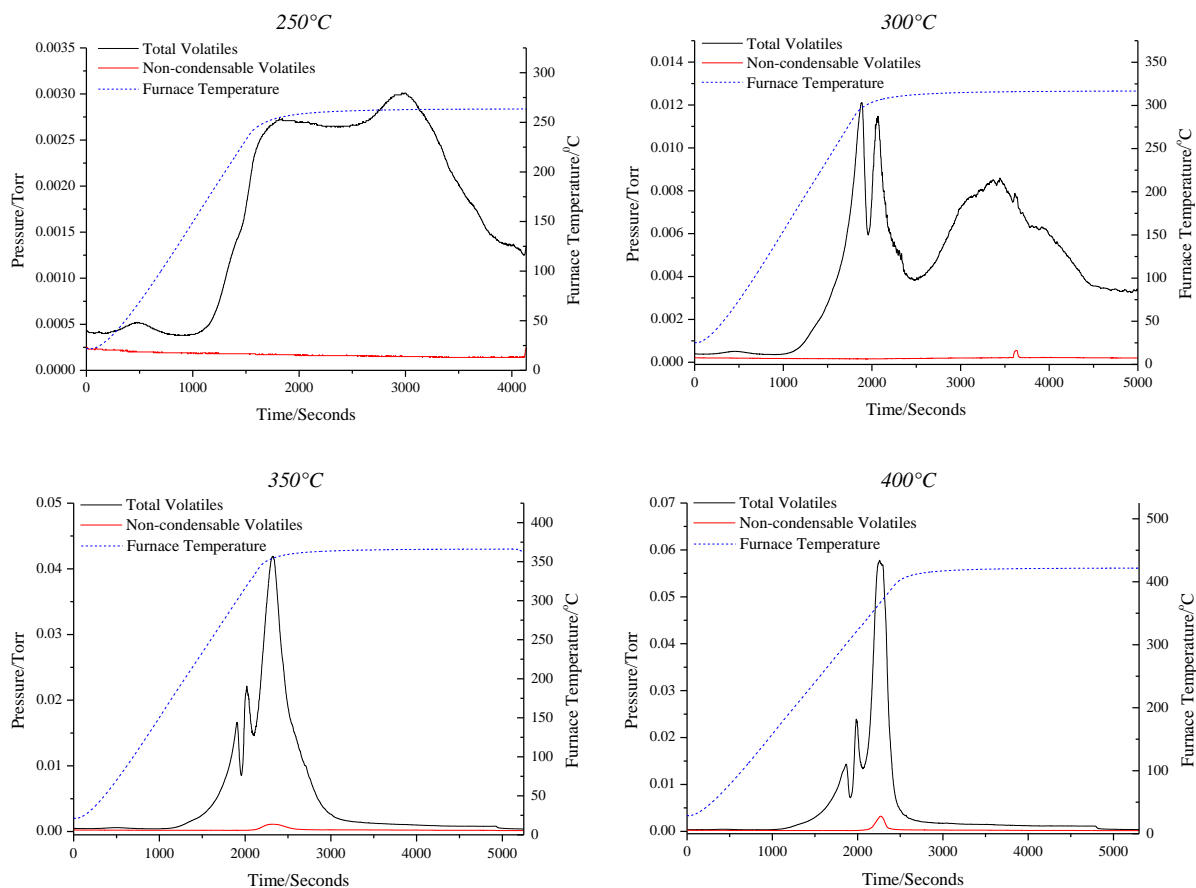 250°C
Total Volatiles
Non-condensable Volatiles
Furnace Temperature
0.0035
0.0030
0.0025
0.0020
0.0015
0.0010
0.0005
0.0000
Pressure/Torr
300
250
200
150
100
50
0
Furnace Temperature/°C
0 1000 2000 3000 4000
Time/Seconds
300°C
Total Volatiles
Non-condensable Volatiles
Furnace Temperature
0.014
0.012
0.010
0.008
0.006
0.004
0.002
0.000
Pressure/Torr
350
300
250
200
150
100
50
0
Furnace Temperature/°C
0 1000 2000 3000 4000 5000
Time/Seconds
350°C
Total Volatiles
Non-condensable Volatiles
Furnace Temperature
0.05
0.04
0.03
0.02
0.01
0.00
Pressure/Torr
400
350
300
250
200
150
100
50
0
Furnace Temperature/°C
0 1000 2000 3000 4000 5000
Time/Seconds
400°C
Total Volatiles
Non-condensable Volatiles
Furnace Temperature
0.07
0.06
0.05
0.04
0.03
0.02
0.01
0.00
Pressure/Torr
500
400
300
200
100
0
Furnace Temperature/°C
0 1000 2000 3000 4000 5000
Time/Seconds